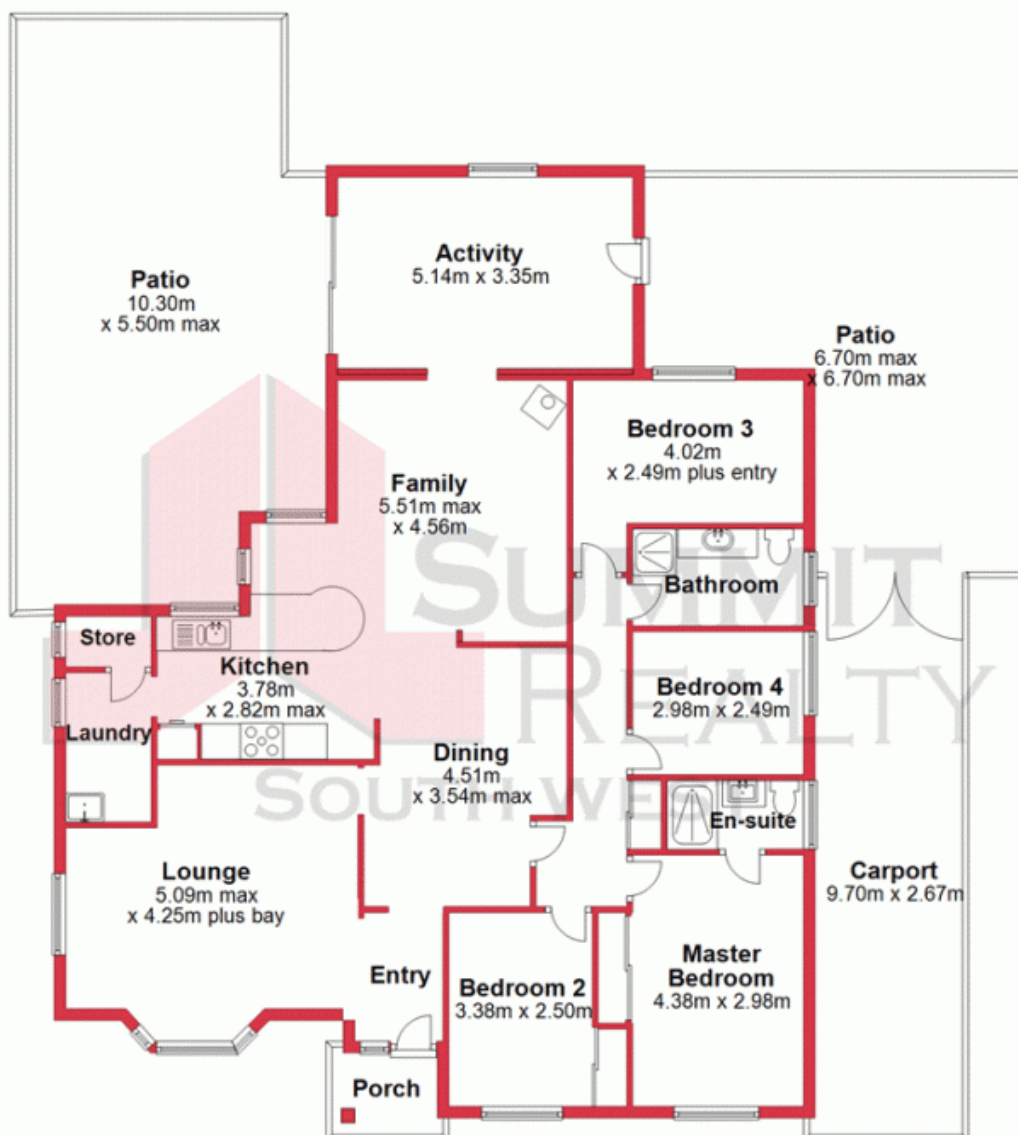 Activity
5.14m x 3.35m
Patio
10.30m
x 5.50m max
Patio
6.70m max
x 6.70m max
Bedroom 3
4.02m
x 2.49m plus entry
Family
5.51m max
x 4.56m
SUMMIT
Bathroom
Store
Kitchen
3.78m
x 2.82m max
REALTY
Bedroom 4
2.98m x 2.49m
Laundry
Dining
4.51m
x 3.54m max
SOUTH WEST
En-suite
Lounge
5.09m max
x 4.25m plus bay
Carport
9.70m x 2.67m
Entry
Master
Bedroom
4.38m x 2.98m
Bedroom 2
3.38m x 2.50m
Porch